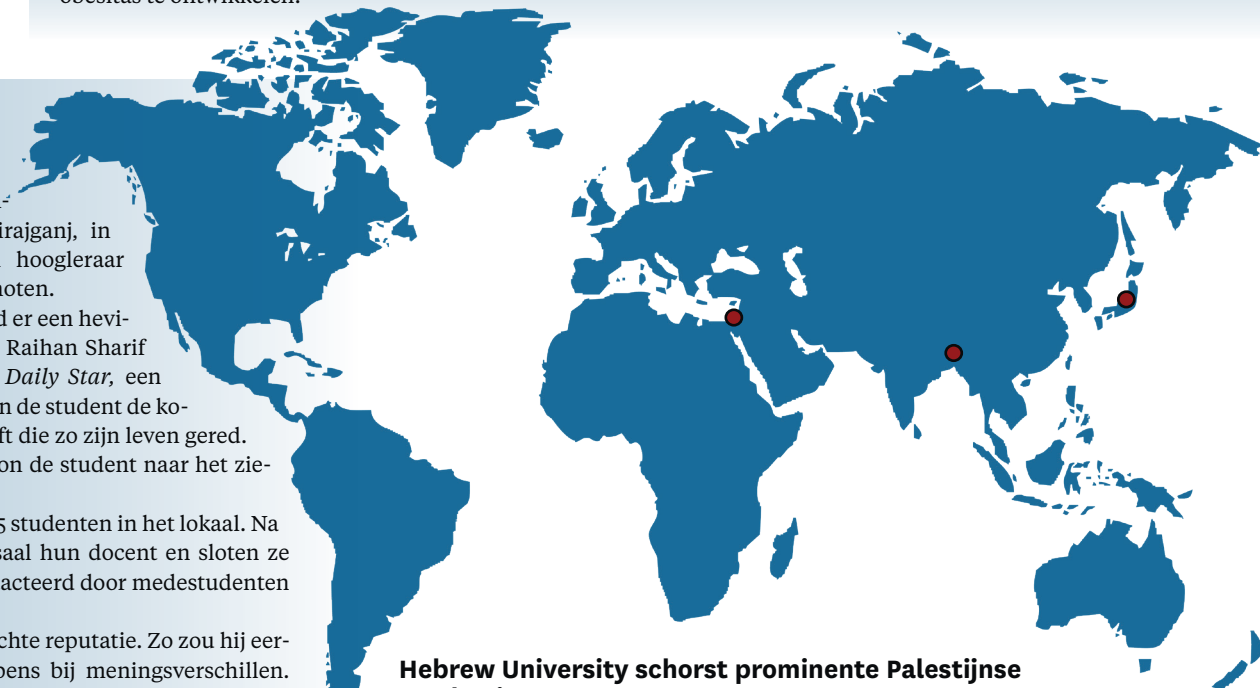 obesitas te ontwikkelen.
irajganj, in
hoogleraar
noten.
d er een hevi-
Raihan Sharif
Daily Star, een
n de student de ko-
ft die zo zijn leven gered.
on de student naar het zie-
5 studenten in het lokaal. Na
saal hun docent en sloten ze
acteerd door medestudenten
chte reputatie. Zo zou hij eer-
pens bij meningsverschillen.
Hebrew University schorst prominente Palestijnse